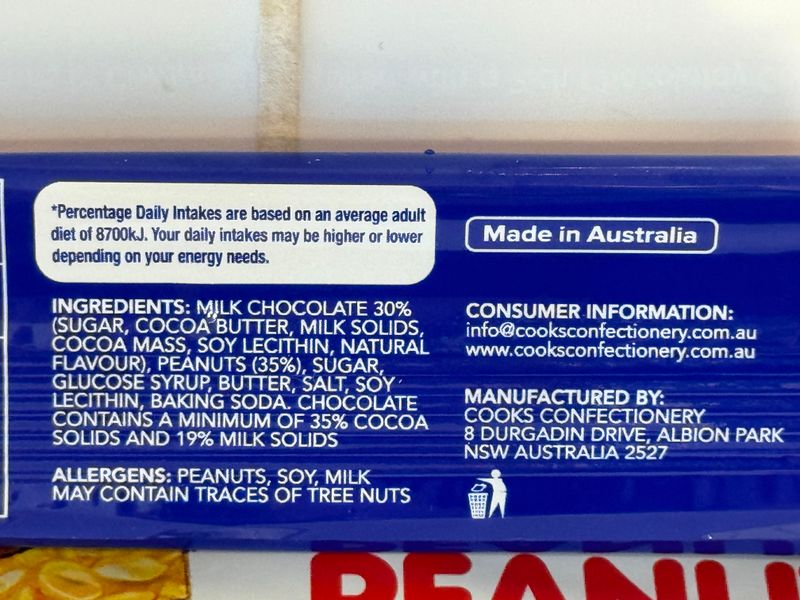 *Percentage Daily Intakes are based on an average adult
diet of 8700kJ. Your daily intakes may be higher or lower
depending on your energy needs.
Made in Australia
INGREDIENTS: MILK CHOCOLATE 30%
(SUGAR, COCOA BUTTER, MILK SOLIDS,
COCOA MASS, SOY LECITHIN, NATURAL
FLAVOUR), PEANUTS (35%), SUGAR,
GLUCOSE SYRUP, BUTTER, SALT, SOY
LECITHIN, BAKING SODA. CHOCOLATE
CONTAINS A MINIMUM OF 35% COCOA
SOLIDS AND 19% MILK SOLIDS
ALLERGENS: PEANUTS, SOY, MILK
MAY CONTAIN TRACES OF TREE NUTS
CONSUMER INFORMATION:
info@cooksconfectionery.com.au
www.cooksconfectionery.com.au
MANUFACTURED BY:
COOKS CONFECTIONERY
8 DURGADIN DRIVE, ALBION PARK
NSW AUSTRALIA 2527
PEANU